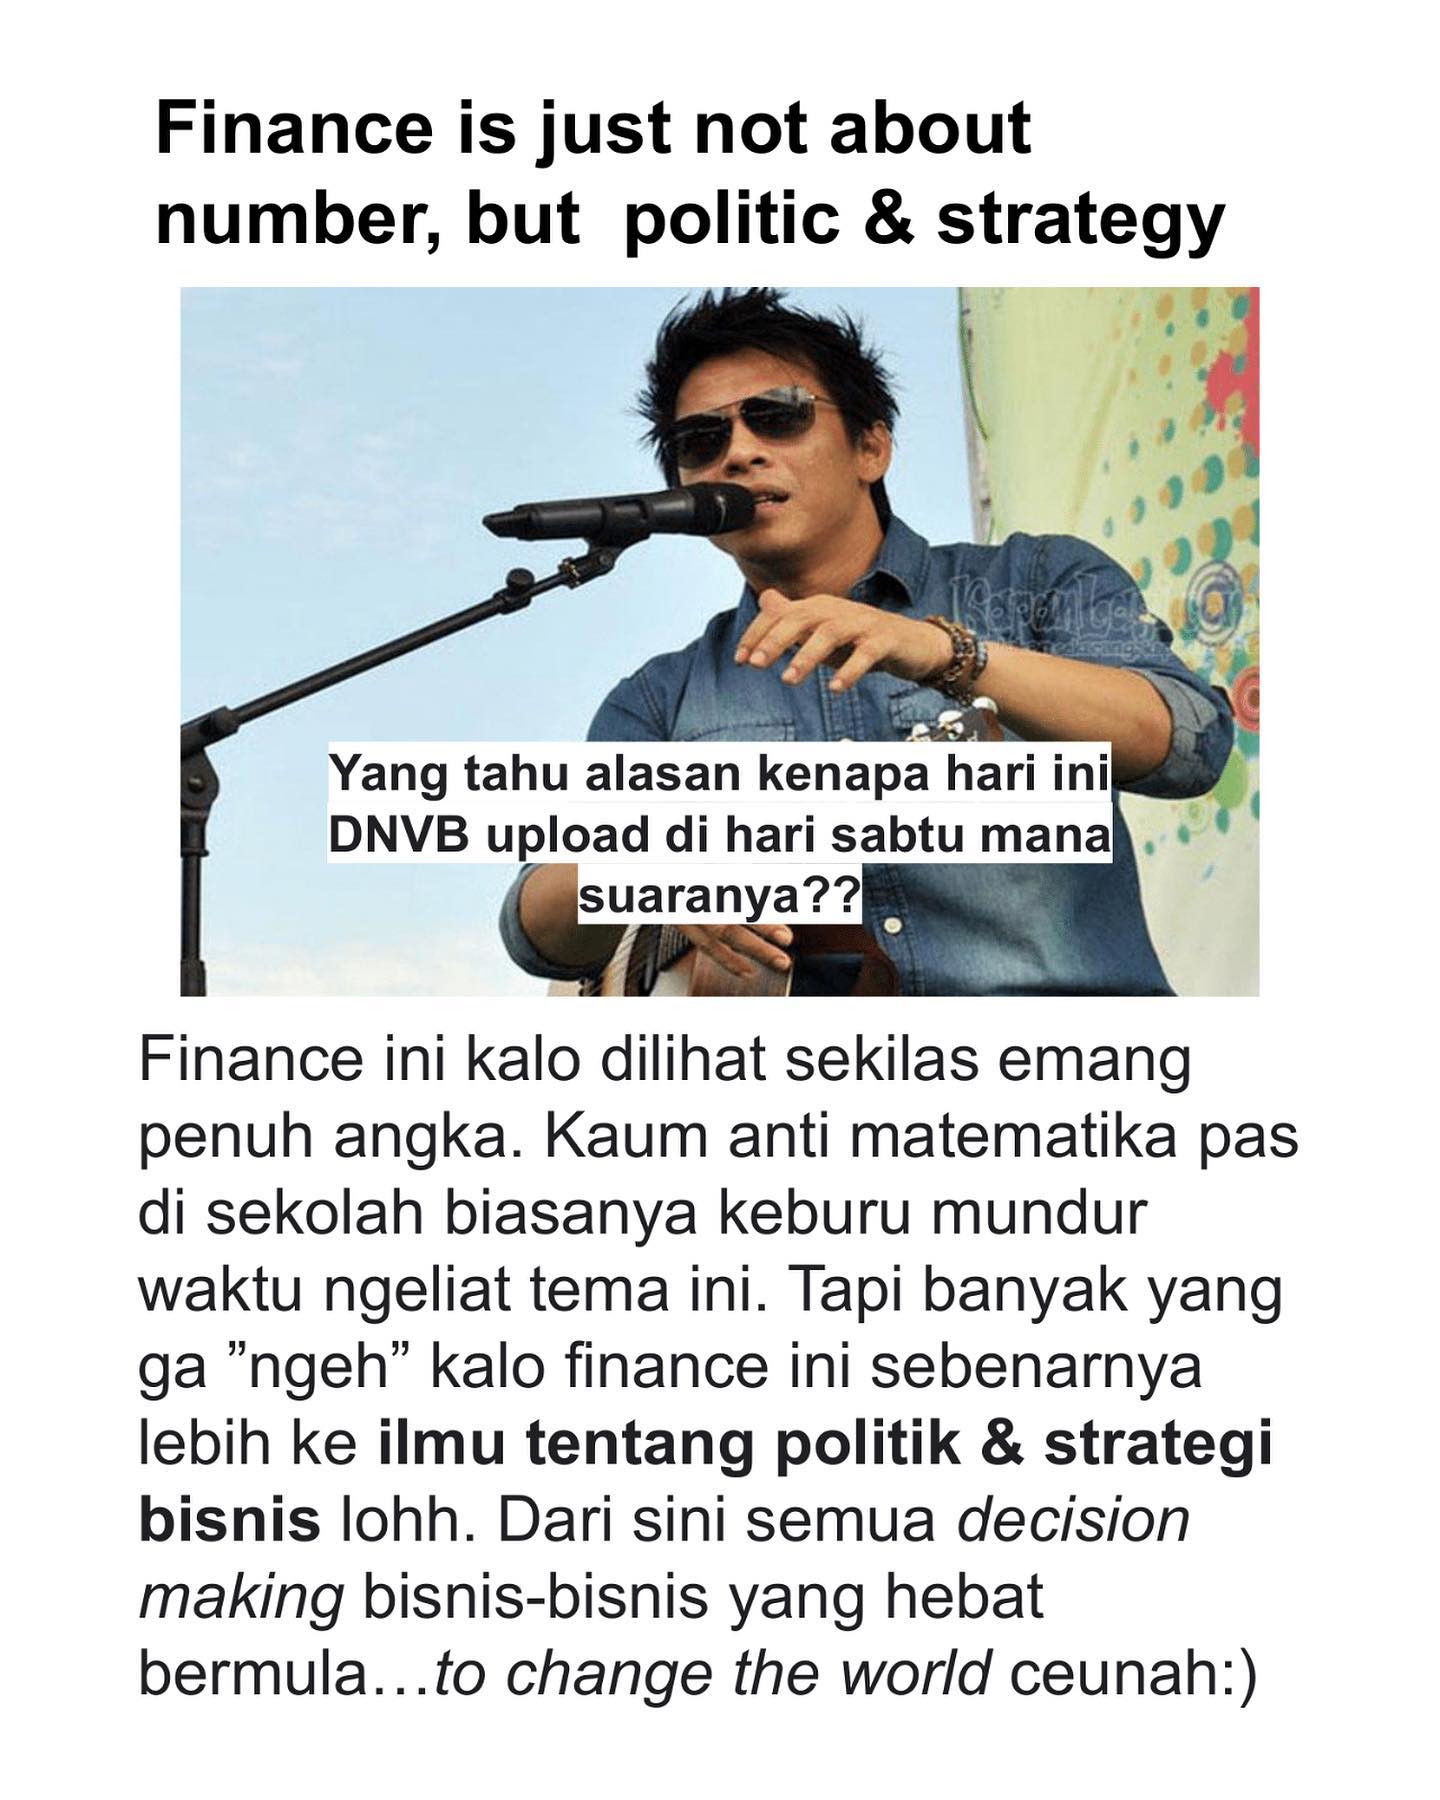 Finance is just not about
number, but  politic & strategy
Yang tahu alasan kenapa hari ini
DNVB upload di hari sabtu mana
suaranya??
Finance ini kalo dilihat sekilas emang
penuh angka. Kaum anti matematika pas
di sekolah biasanya keburu mundur
waktu ngeliat tema ini. Tapi banyak yang
ga ”ngeh” kalo finance ini sebenarnya
lebih ke ilmu tentang politik & strategi
bisnis lohh. Dari sini semua decision
making bisnis-bisnis yang hebat
bermula…to change the world ceunah:)